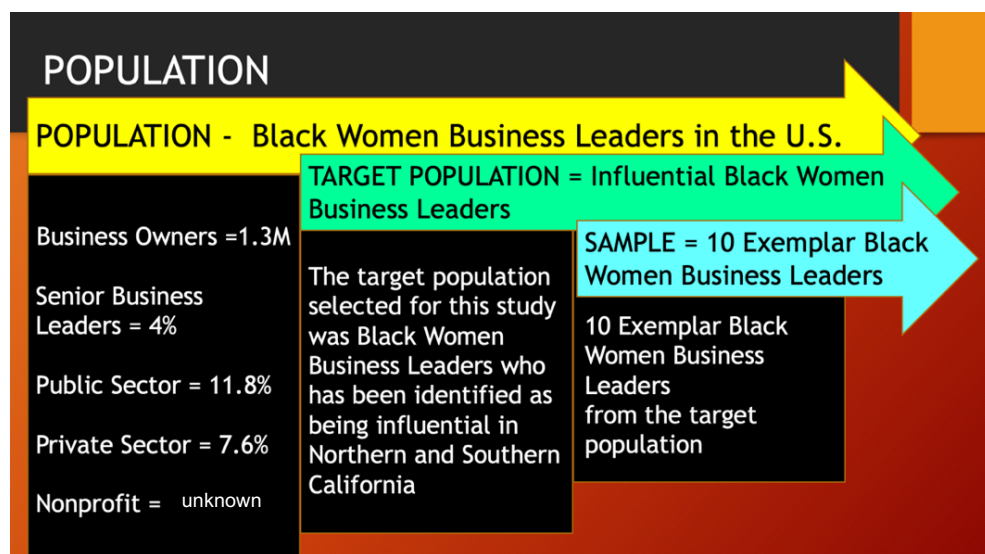 POPULATION
POPULATION - Black Women Business Leaders in the U.S.
Business Owners =1.3M
Senior Business
Leaders = 4%
Public Sector = 11.8%
Private Sector = 7.6%
Nonprofit = unknown
TARGET POPULATION = Influential Black Women
Business Leaders
The target population
selected for this study
was Black Women
Business Leaders who
has been identified as
being influential in
Northern and Southern
California
SAMPLE = 10 Exemplar Black
Women Business Leaders
10 Exemplar Black
Women Business
Leaders
from the target
population